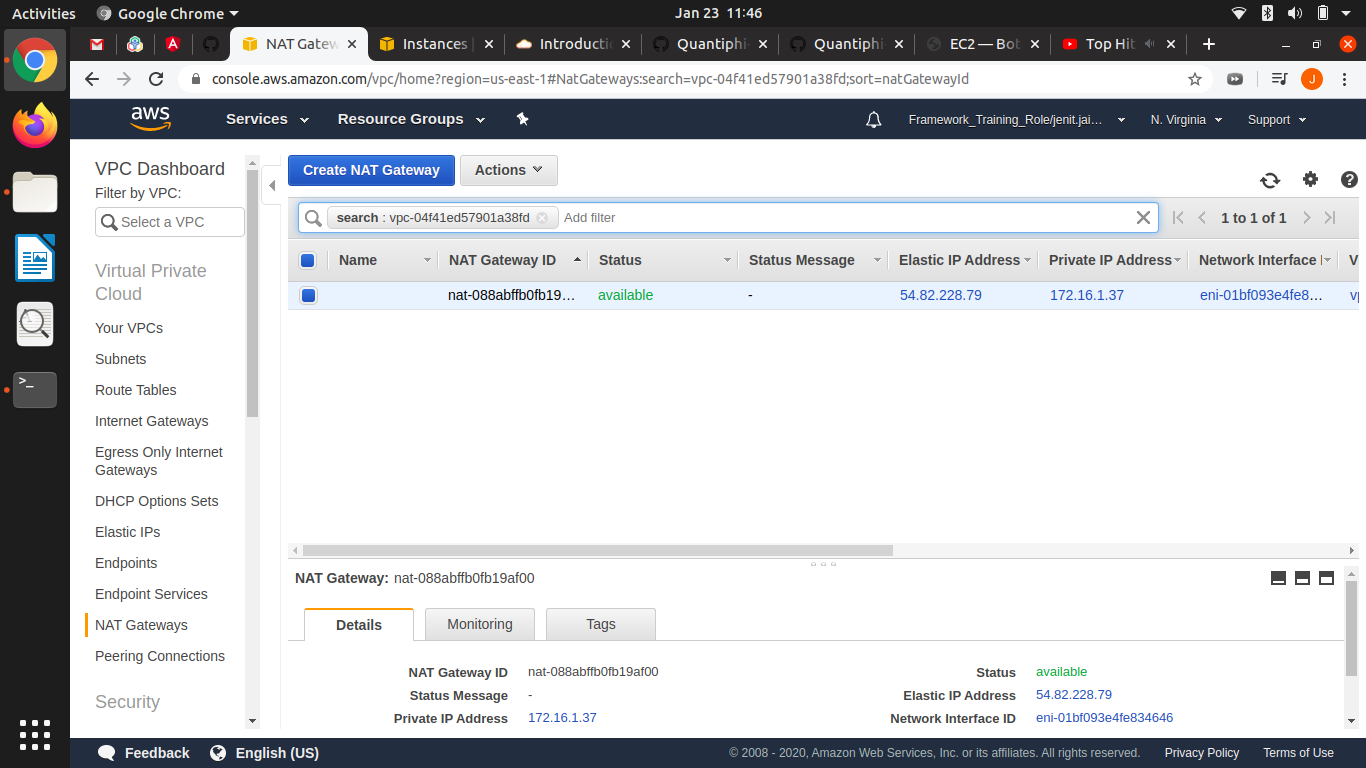 Activities Google Chrome Jan 23 11:46
NAT Gatew Instances Introducti Quantiphi- Quantiphi EC2 — Bot Top Hit
console.aws.amazon.com/vpc/home?region=us-east-1#NatGateways:search=vpc-04f41ed57901a38fd;sort=natGatewayId
J
aws Services Resource Groups Framework_Training_Role/jenit.jai… N. Virginia Support
VPC Dashboard
Filter by VPC:
Select a VPC
Virtual Private
Cloud
Your VPCs
Subnets
Route Tables
Internet Gateways
Egress Only Internet
Gateways
DHCP Options Sets
Elastic IPs
Endpoints
Endpoint Services
NAT Gateways
Peering Connections
Security
Create NAT Gateway Actions
search : vpc-04f41ed57901a38fd Add filter 1 to 1 of 1
Name NAT Gateway ID Status Status Message Elastic IP Address Private IP Address Network Interface I V
nat-088abffb0fb19… available - 54.82.228.79 172.16.1.37 eni-01bf093e4fe8… vp
NAT Gateway: nat-088abffb0fb19af00
Details Monitoring Tags
NAT Gateway ID nat-088abffb0fb19af00 Status available
Status Message - Elastic IP Address 54.82.228.79
Private IP Address 172.16.1.37 Network Interface ID eni-01bf093e4fe834646
Feedback English (US) © 2008 - 2020, Amazon Web Services, Inc. or its affiliates. All rights reserved. Privacy Policy Terms of Use